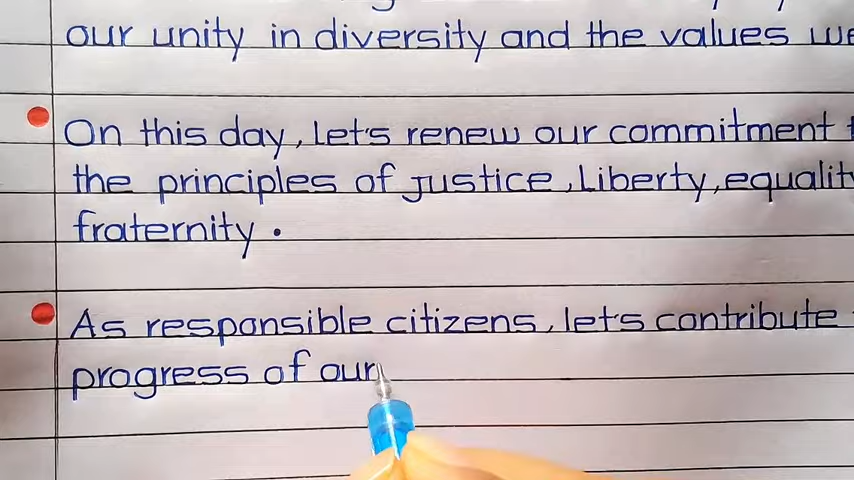 our unity in diversity and the values we
On this day, let's renew our commitment
the principles of justice, liberty, equality
fraternity.
As responsible citizens, let's contribute
progress of our